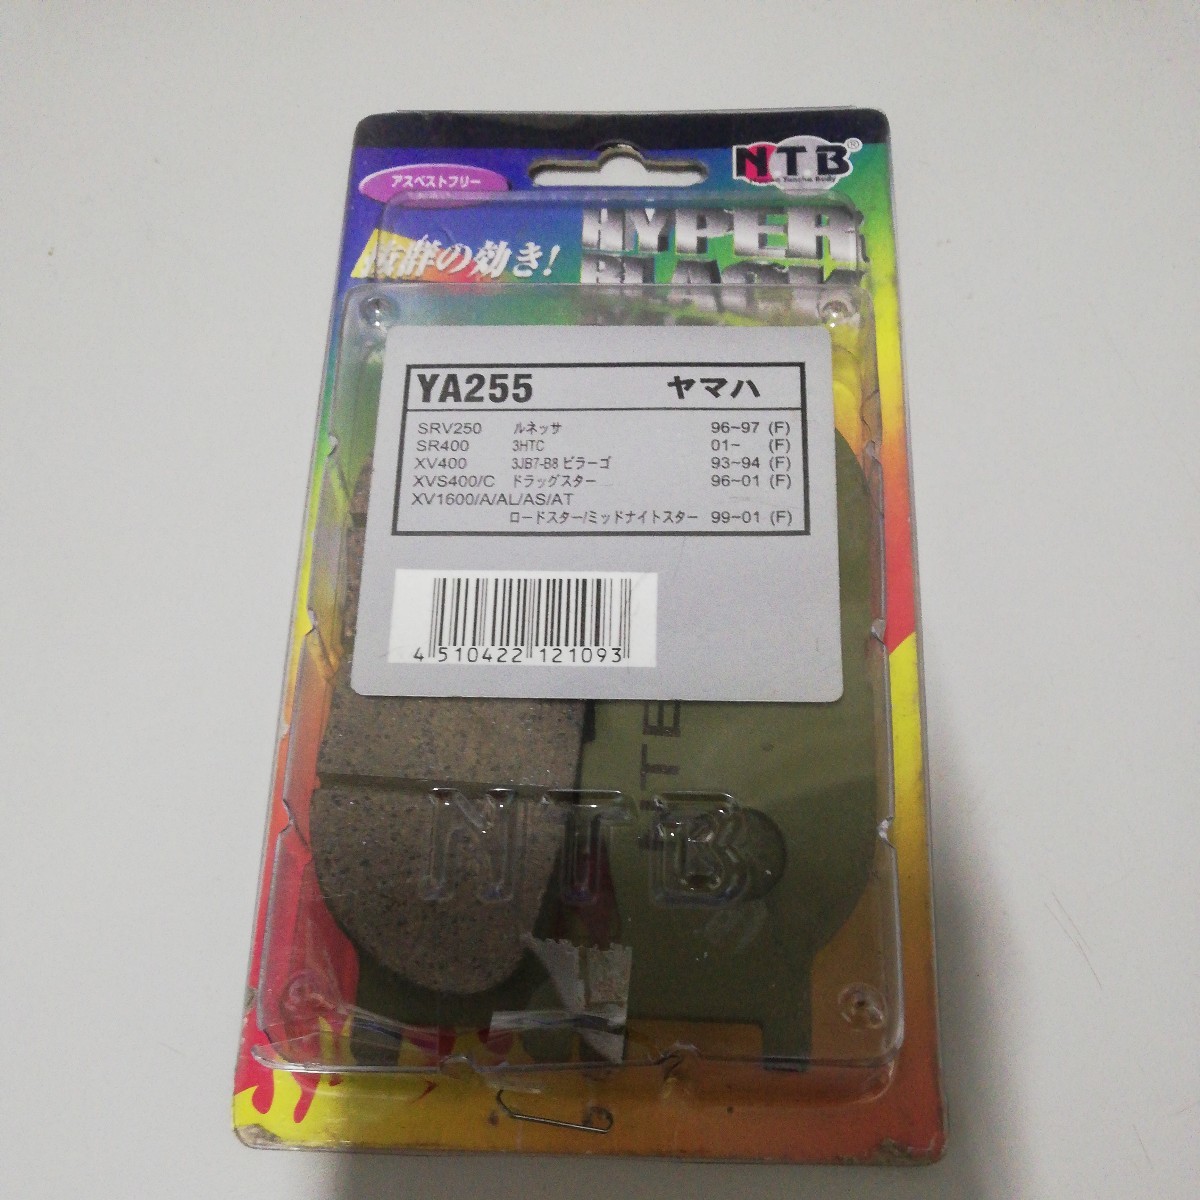 NTB®
アスベストフリー
抜群の効き!
HYPER
BLACK
YA255 ヤマハ
SRV250 ルネッサ 96~97 (F)
SR400 3HTC 01~ (F)
XV400 3JB7-B8 ビラーゴ 93~94 (F)
XVS400/C ドラッグスター 96~01 (F)
XV1600/A/AL/AS/AT
ロードスター/ミッドナイトスター 99~01 (F)
4 510422 121093
NTB